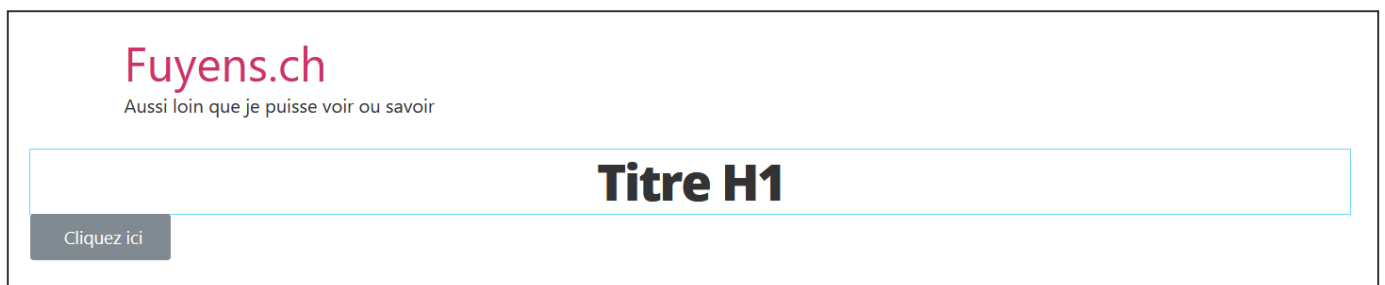 Fuyens.ch
Aussi loin que je puisse voir ou savoir
Titre H1
Cliquez ici